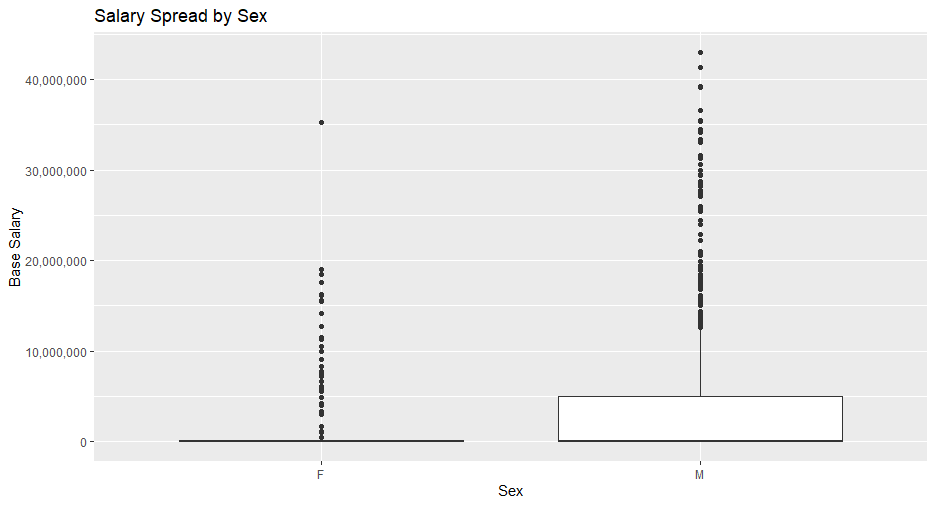 Salary Spread by Sex
40,000,000
30,000,000
20,000,000
10,000,000
0
Base Salary
F
M
Sex